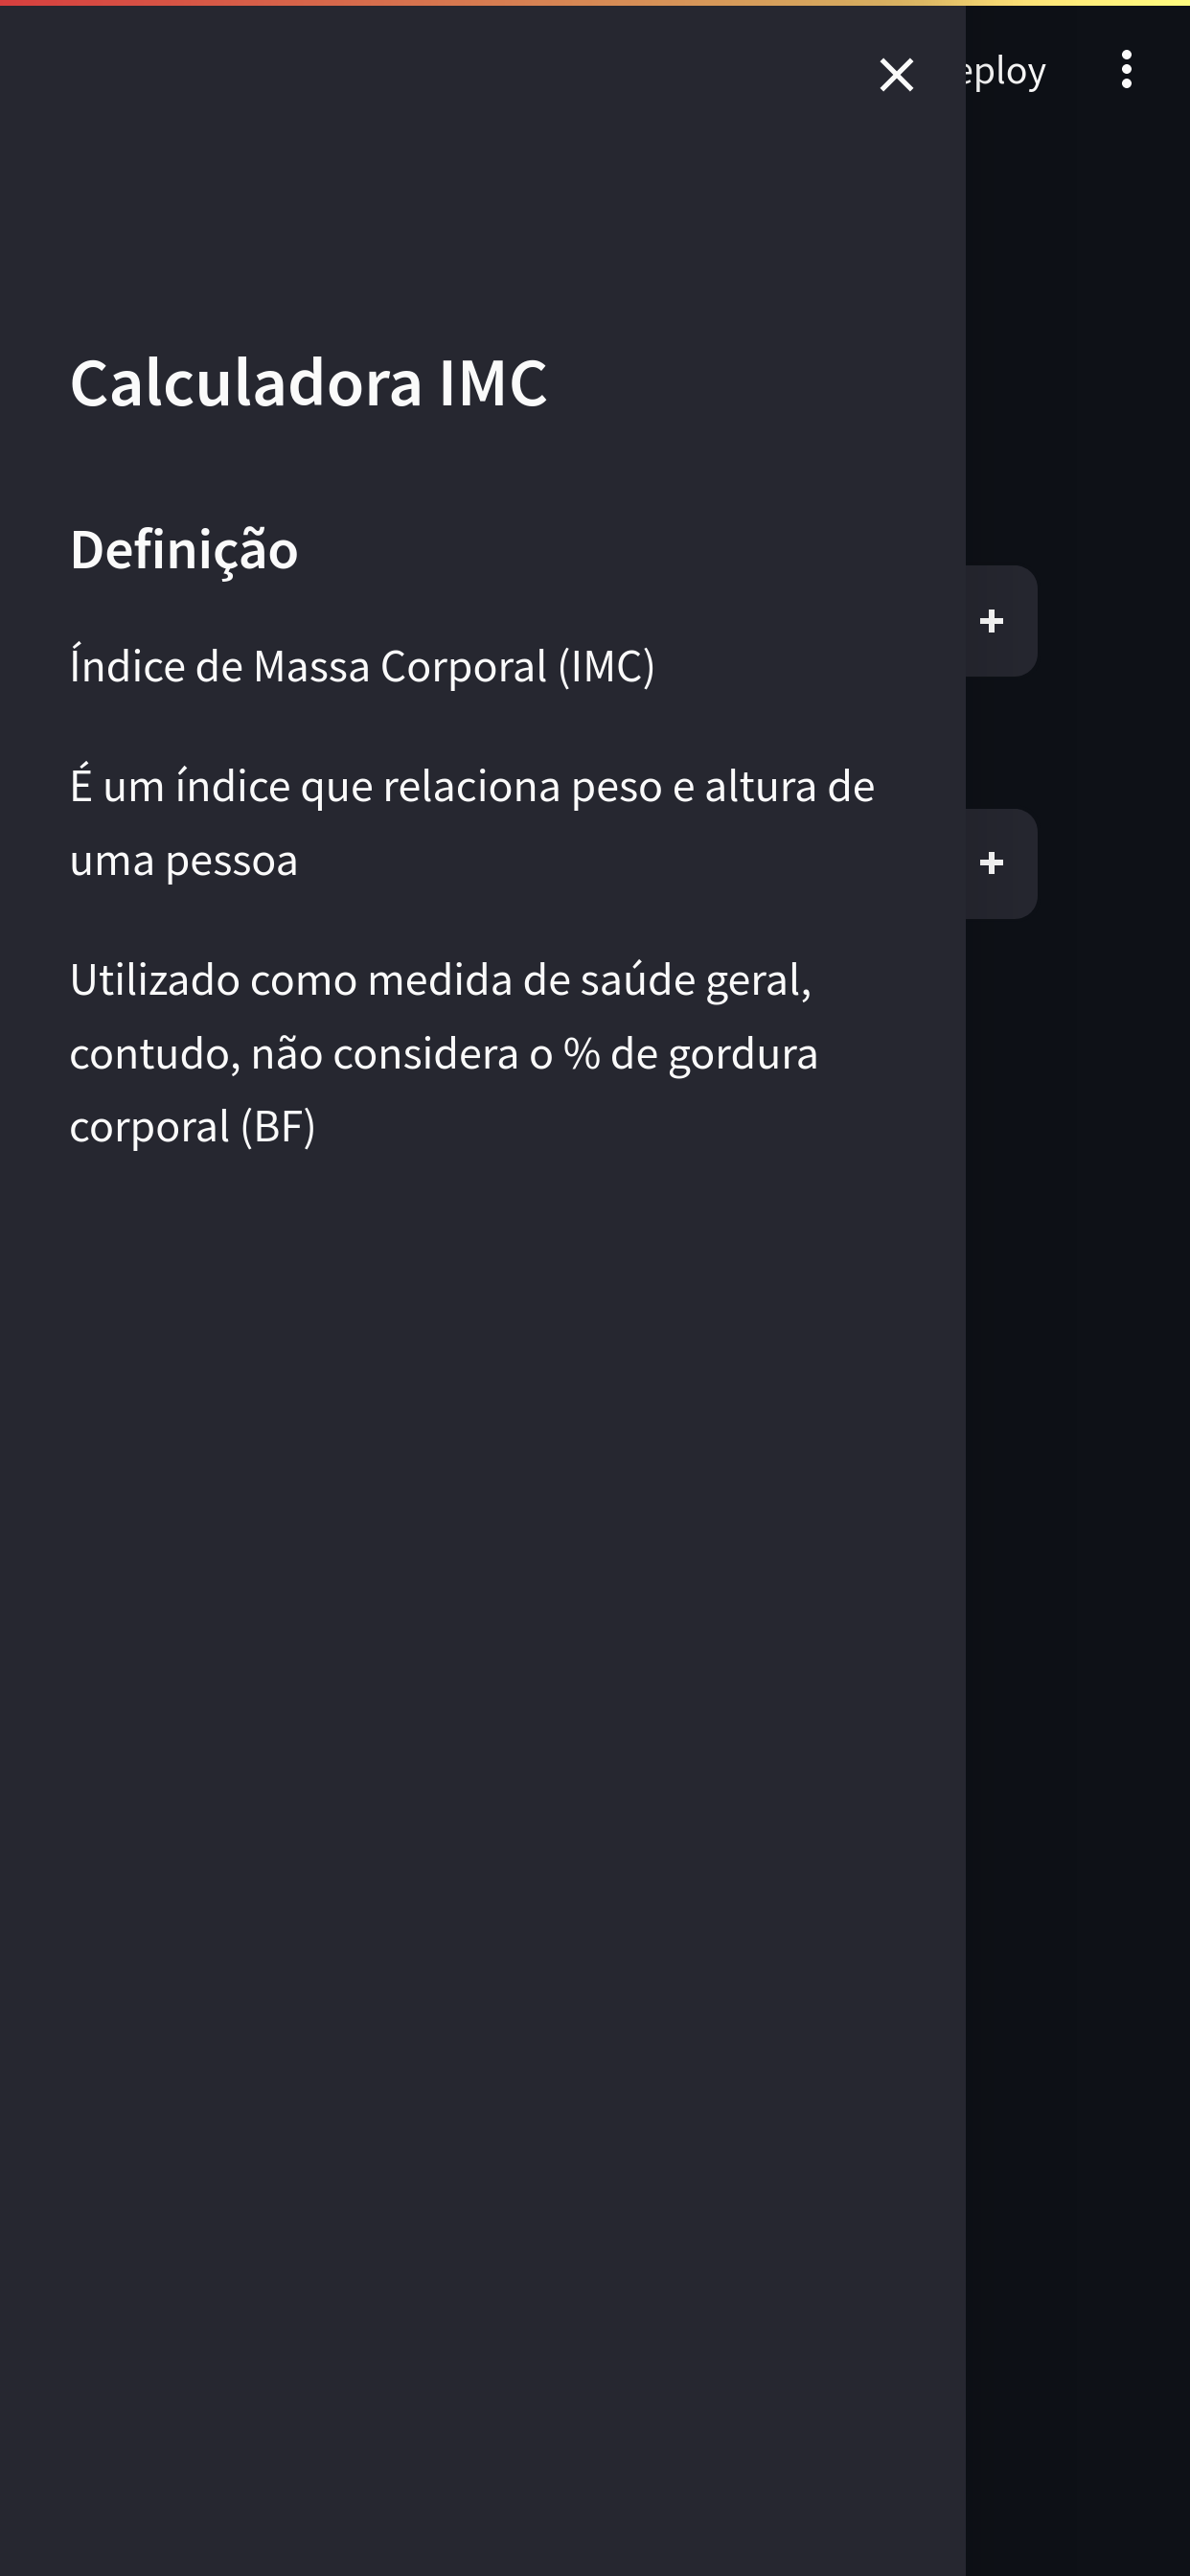 Calculadora IMC
Definição
Índice de Massa Corporal (IMC)
É um índice que relaciona peso e altura de
uma pessoa
Utilizado como medida de saúde geral,
contudo, não considera o % de gordura
corporal (BF)